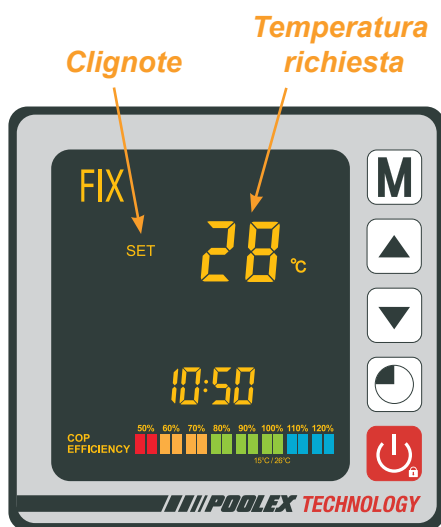 Temperatura
richiesta
Clignote
FIX
M
SET
28 °C
10:50
50% 60% 70% 80% 90% 100% 110% 120%
COP
EFFICIENCY
15°C / 26°C
POOLEX TECHNOLOGY